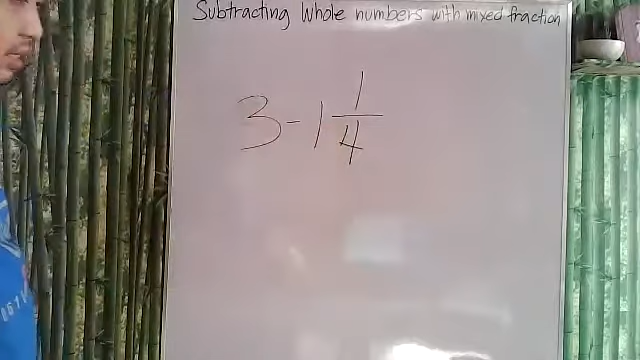 Subtracting Whole numbers with mixed fraction
3 - 1 1/4